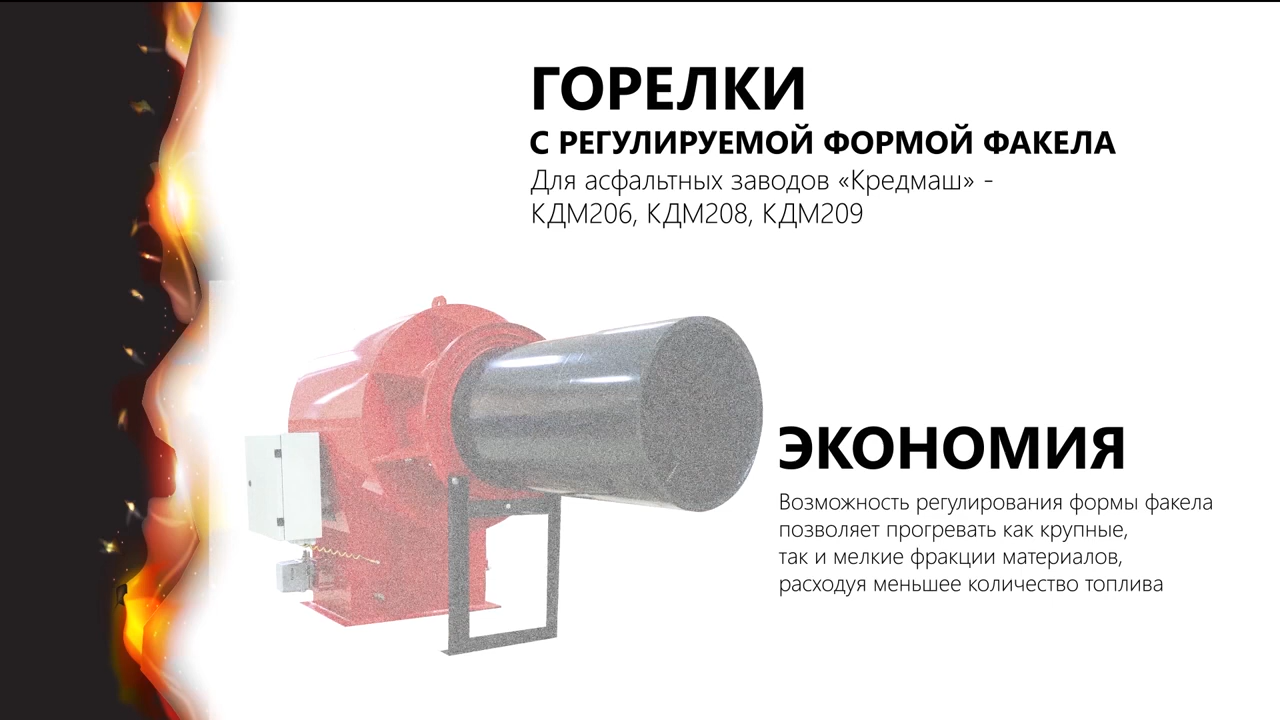 ГОРЕЛКИ
С РЕГУЛИРУЕМОЙ ФОРМОЙ ФАКЕЛА
Для асфальтных заводов «Кредмаш» -
КДМ206, КДМ208, КДМ209
ЭКОНОМИЯ
Возможность регулирования формы факела
позволяет прогревать как крупные,
так и мелкие фракции материалов,
расходуя меньшее количество топлива